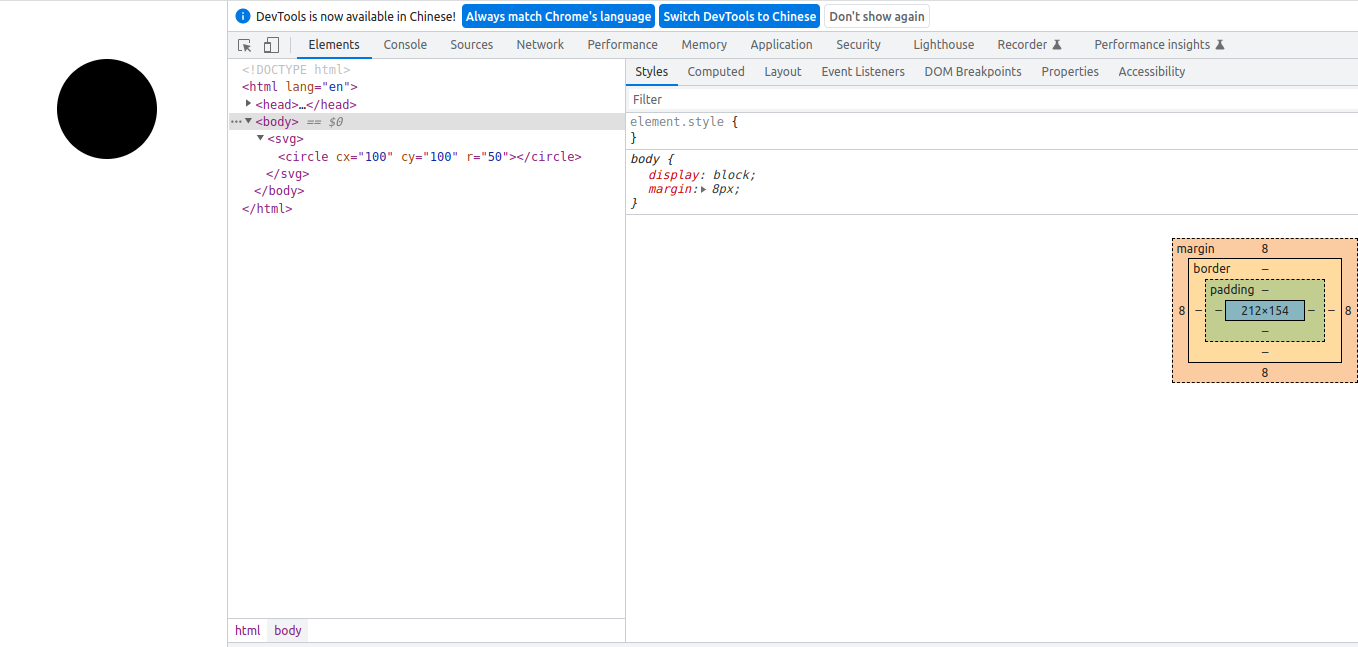 DevTools is now available in Chinese! Always match Chrome's language Switch DevTools to Chinese Don't show again
Elements Console Sources Network Performance Memory Application Security Lighthouse Recorder Performance insights
<!DOCTYPE html>
<html lang="en">
<head>…</head>
<body> == $0
<svg>
<circle cx="100" cy="100" r="50"></circle>
</svg>
</body>
</html>
html body
Styles Computed Layout Event Listeners DOM Breakpoints Properties Accessibility
Filter
element.style {
}
body {
display: block;
margin: 8px;
}
margin 8
border –
padding –
8 – – 212×154 – – 8
–
–
8